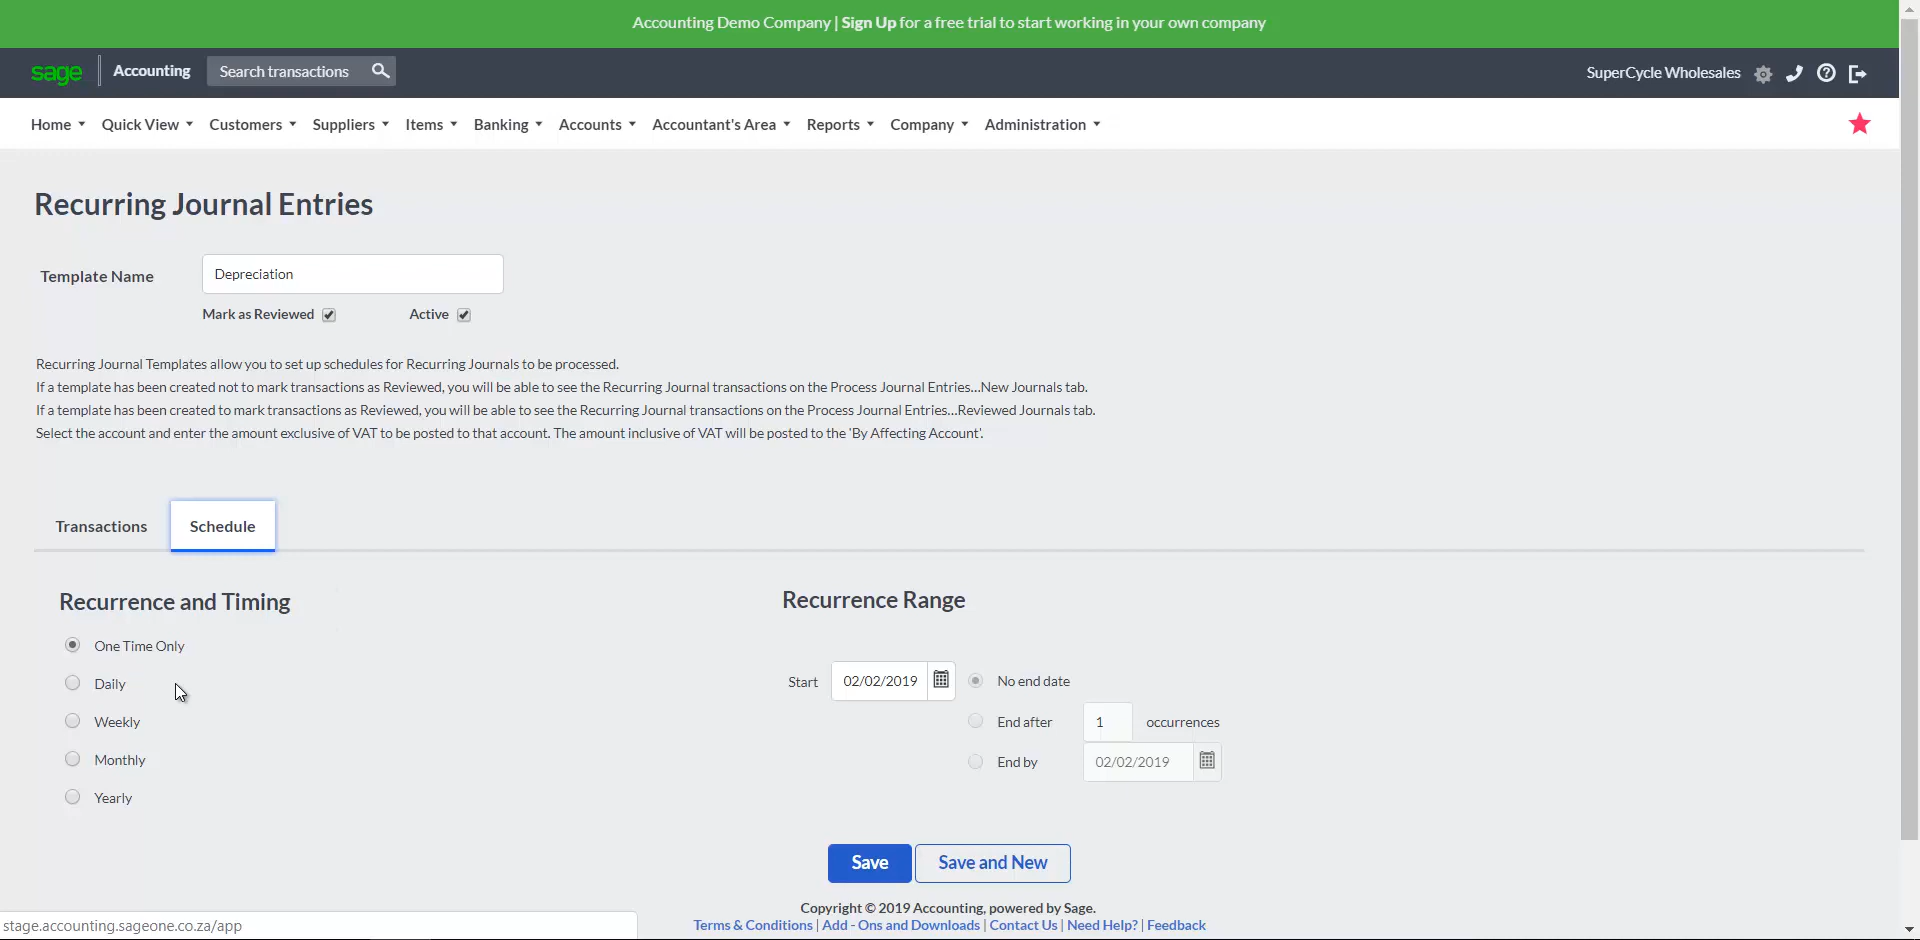 Accounting Demo Company | Sign Up for a free trial to start working in your own company
sage Accounting Search transactions SuperCycle Wholesales
Home Quick View Customers Suppliers Items Banking Accounts Accountant's Area Reports Company Administration
Recurring Journal Entries
Template Name Depreciation
Mark as Reviewed Active
Recurring Journal Templates allow you to set up schedules for Recurring Journals to be processed.
If a template has been created not to mark transactions as Reviewed, you will be able to see the Recurring Journal transactions on the Process Journal Entries...New Journals tab.
If a template has been created to mark transactions as Reviewed, you will be able to see the Recurring Journal transactions on the Process Journal Entries...Reviewed Journals tab.
Select the account and enter the amount exclusive of VAT to be posted to that account. The amount inclusive of VAT will be posted to the 'By Affecting Account'.
Transactions Schedule
Recurrence and Timing
One Time Only
Daily
Weekly
Monthly
Yearly
Recurrence Range
Start 02/02/2019 No end date
End after 1 occurrences
End by 02/02/2019
Save Save and New
Copyright © 2019 Accounting, powered by Sage.
Terms & Conditions | Add - Ons and Downloads | Contact Us | Need Help? | Feedback
stage.accounting.sageone.co.za/app